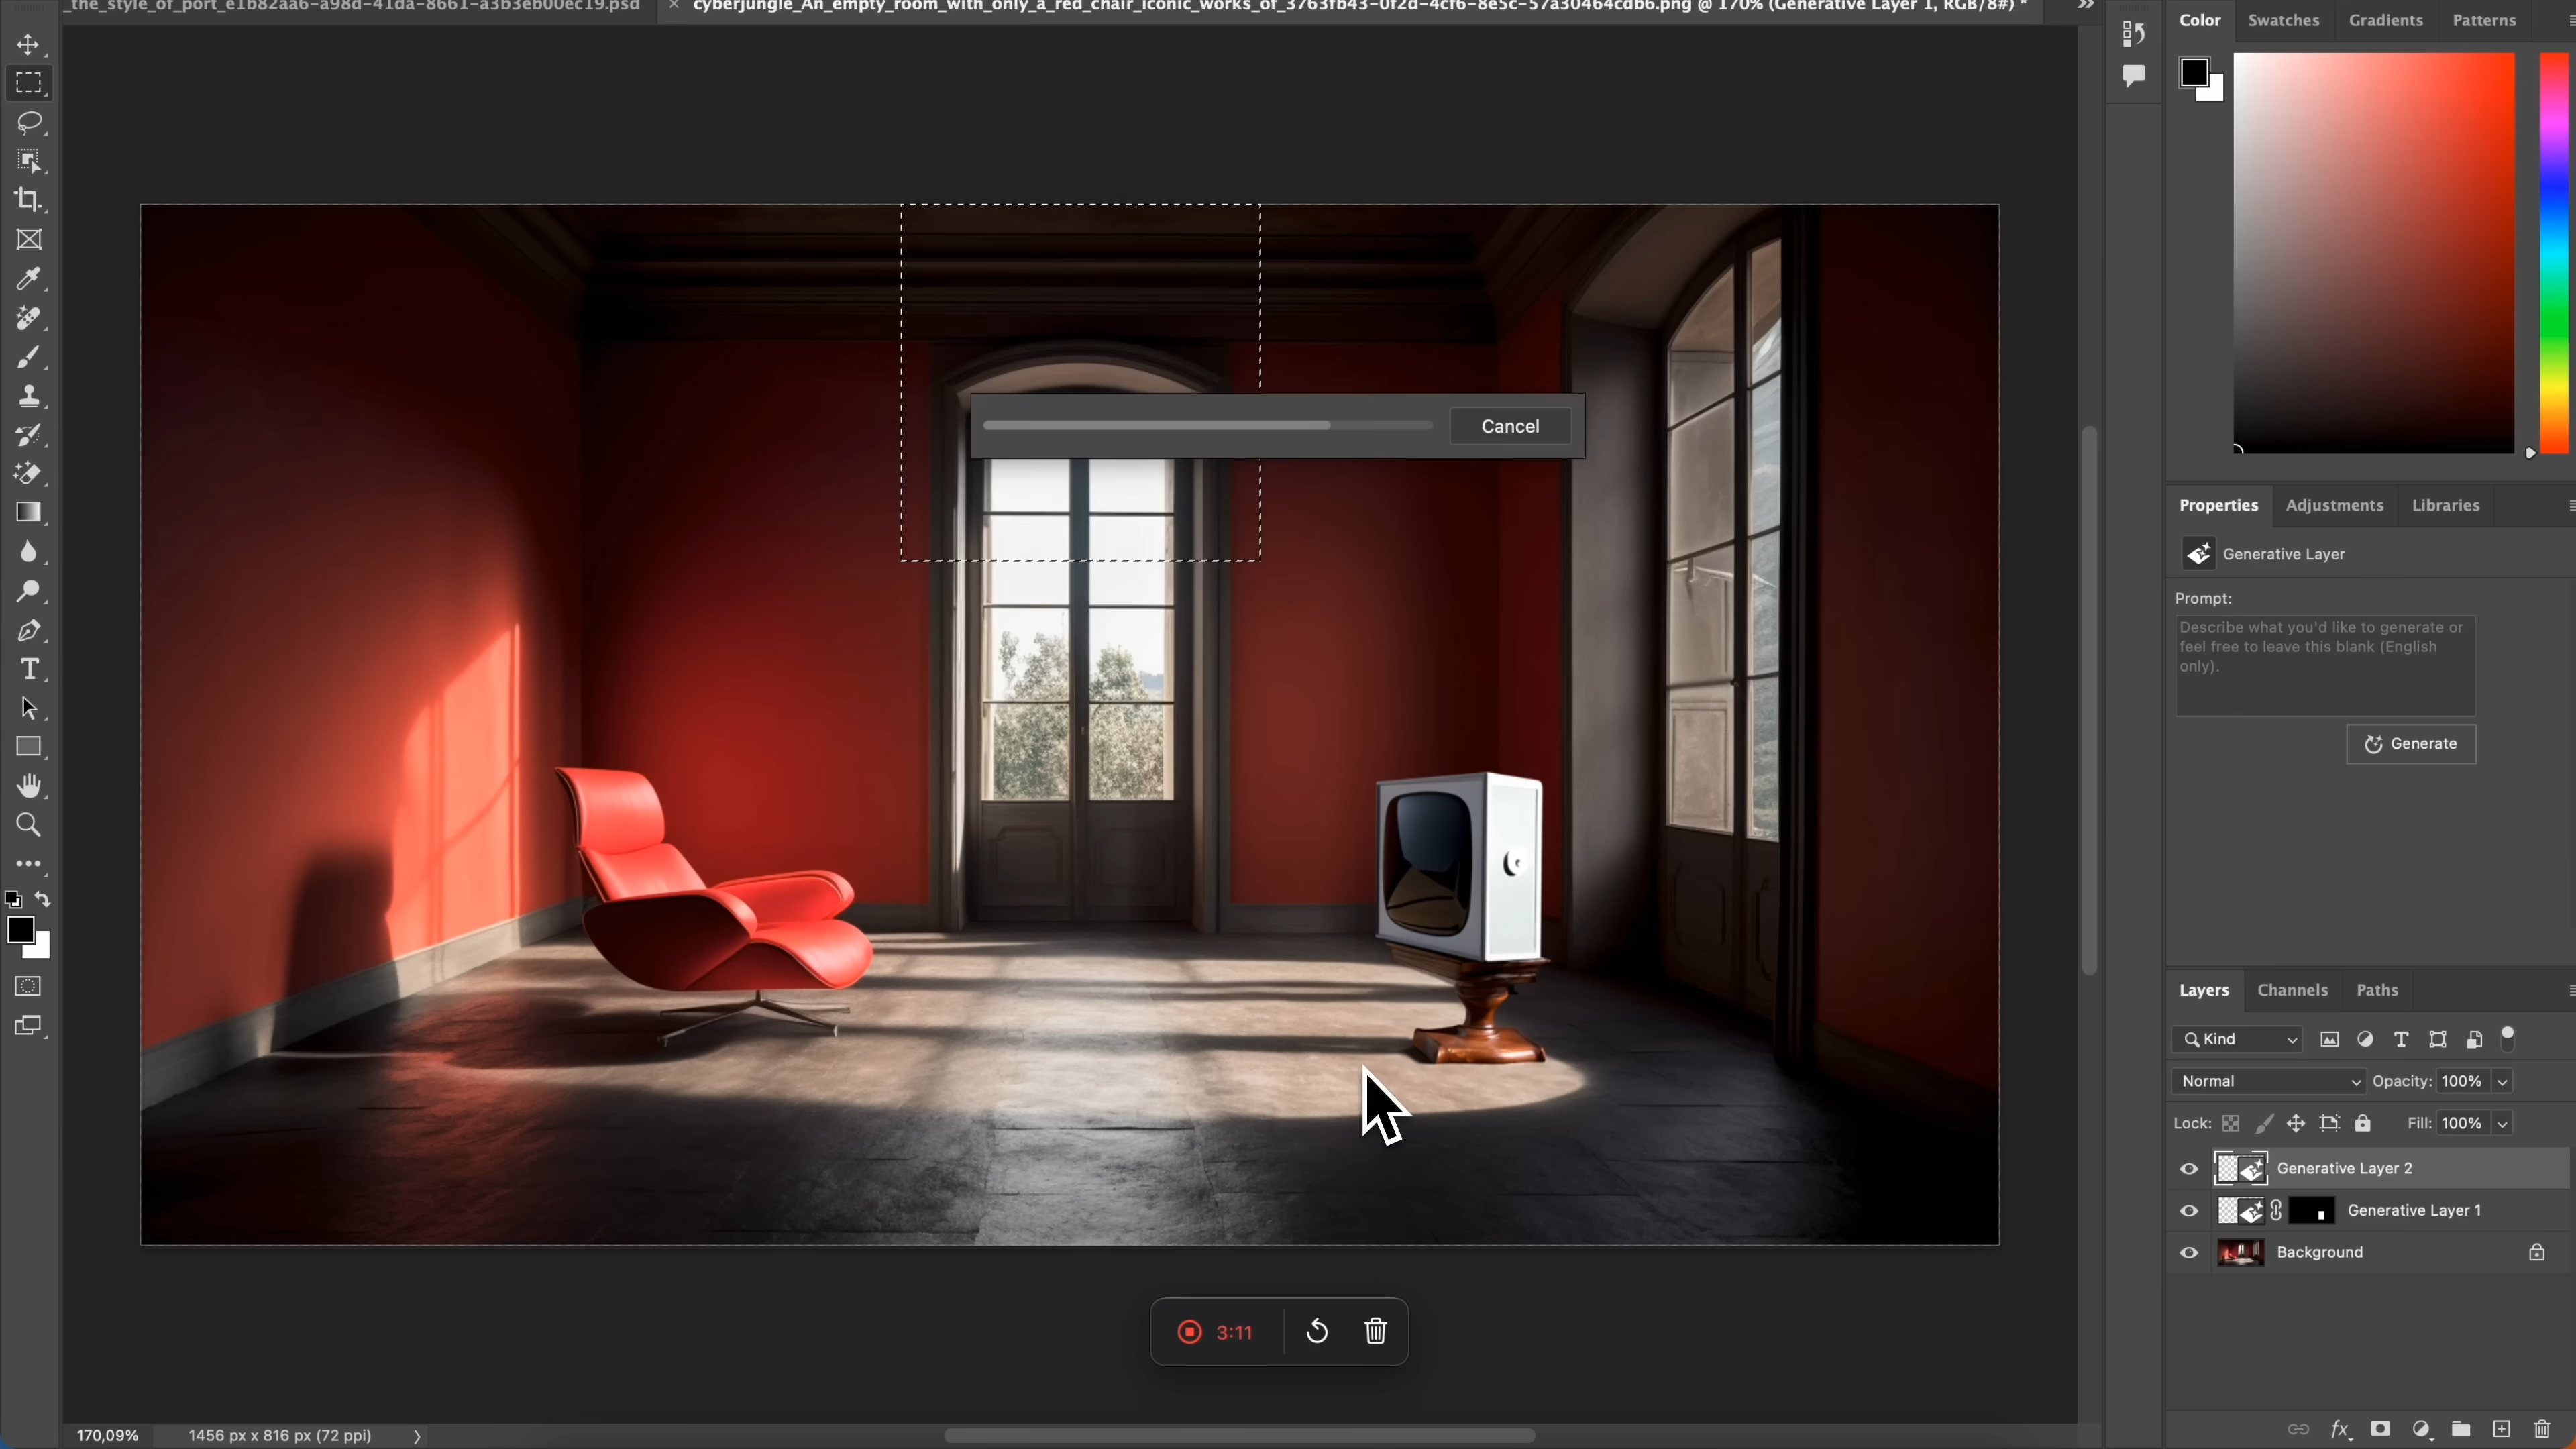 _the_style_of_port_e1b82aa6-a98d-41da-8661-a3b3eb00ec19.psd
× cyberjungle_An_empty_room_with_only_a_red_chair_iconic_works_of_3763fb43-0f2d-4cf6-8e5c-57a30464cdb6.png @ 170% (Generative Layer 1, RGB/8#) *
Color Swatches Gradients Patterns
Cancel
Properties Adjustments Libraries
Generative Layer
Prompt:
Describe what you'd like to generate or
feel free to leave this blank (English
only).
Generate
Layers Channels Paths
Kind
Normal Opacity: 100%
Lock: Fill: 100%
Generative Layer 2
Generative Layer 1
Background
3:11
170,09% 1456 px x 816 px (72 ppi)